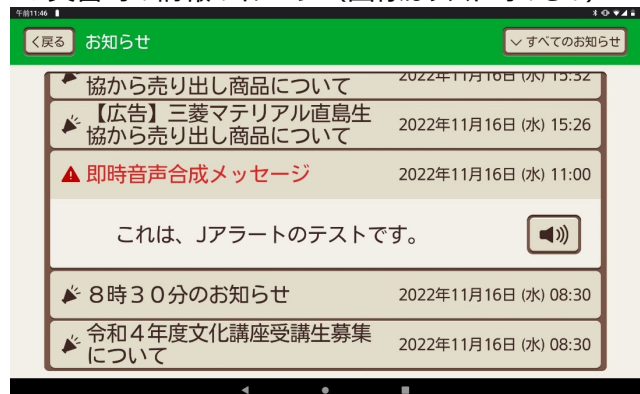 午前11:46
戻る
お知らせ
すべてのお知らせ
協から売り出し商品について
2022年11月16日 (水) 15:32
【広告】三菱マテリアル直島生
協から売り出し商品について
2022年11月16日 (水) 15:26
即時音声合成メッセージ
2022年11月16日 (水) 11:00
これは、Jアラートのテストです。
8時30分のお知らせ
2022年11月16日 (水) 08:30
令和4年度文化講座受講生募集
について
2022年11月16日 (水) 08:30